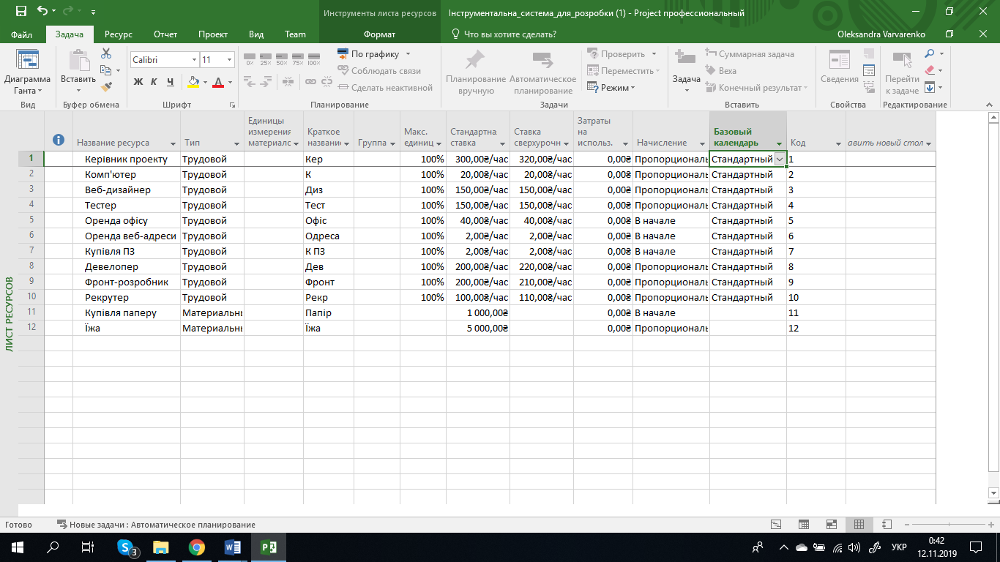 Инструменты листа ресурсов
Інструментальна_система_для_розробки (1) - Project профессиональный
Файл
Задача
Ресурс
Отчет
Проект
Вид
Team
Формат
Что вы хотите сделать?
Oleksandra Varvarenko
Диаграмма Ганта
Вид
Вставить
Буфер обмена
Calibri 11
Ж К Ч
Шрифт
0% 25% 50% 75% 100%
По графику
Соблюдать связи
Сделать неактивной
Планирование
Планирование вручную
Автоматическое планирование
Проверить
Переместить
Режим
Задачи
Задача
Суммарная задача
Веха
Конечный результат
Вставить
Сведения
Свойства
Перейти к задаче
Редактирование
Название ресурса Тип Единицы измерения материалс Краткое названи Группа Макс. единиц Стандартна ставка Ставка сверхурочн Затраты на использ. Начисление Базовый календарь Код авить новый стол
1 Керівник проекту Трудовой Кер 100% 300,00₴/час 320,00₴/час 0,00₴ Пропорциональ Стандартный 1
2 Комп'ютер Трудовой К 100% 20,00₴/час 20,00₴/час 0,00₴ Пропорциональ Стандартный 2
3 Веб-дизайнер Трудовой Диз 100% 150,00₴/час 150,00₴/час 0,00₴ Пропорциональ Стандартный 3
4 Тестер Трудовой Тест 100% 150,00₴/час 150,00₴/час 0,00₴ Пропорциональ Стандартный 4
5 Оренда офісу Трудовой Офіс 100% 40,00₴/час 40,00₴/час 0,00₴ В начале Стандартный 5
6 Оренда веб-адреси Трудовой Одреса 100% 2,00₴/час 2,00₴/час 0,00₴ В начале Стандартный 6
7 Купівля ПЗ Трудовой К ПЗ 100% 2,00₴/час 2,00₴/час 0,00₴ В начале Стандартный 7
8 Девелопер Трудовой Дев 100% 200,00₴/час 220,00₴/час 0,00₴ Пропорциональ Стандартный 8
9 Фронт-розробник Трудовой Фронт 100% 200,00₴/час 210,00₴/час 0,00₴ Пропорциональ Стандартный 9
10 Рекрутер Трудовой Рекр 100% 100,00₴/час 110,00₴/час 0,00₴ Пропорциональ Стандартный 10
11 Купівля паперу Материальнь Папір 1 000,00₴ 0,00₴ В начале 11
12 Їжа Материальнь Їжа 5 000,00₴ 0,00₴ Пропорциональ 12
ЛИСТ РЕСУРСОВ
Готово
Новые задачи : Автоматическое планирование
3
УКР
0:42
12.11.2019